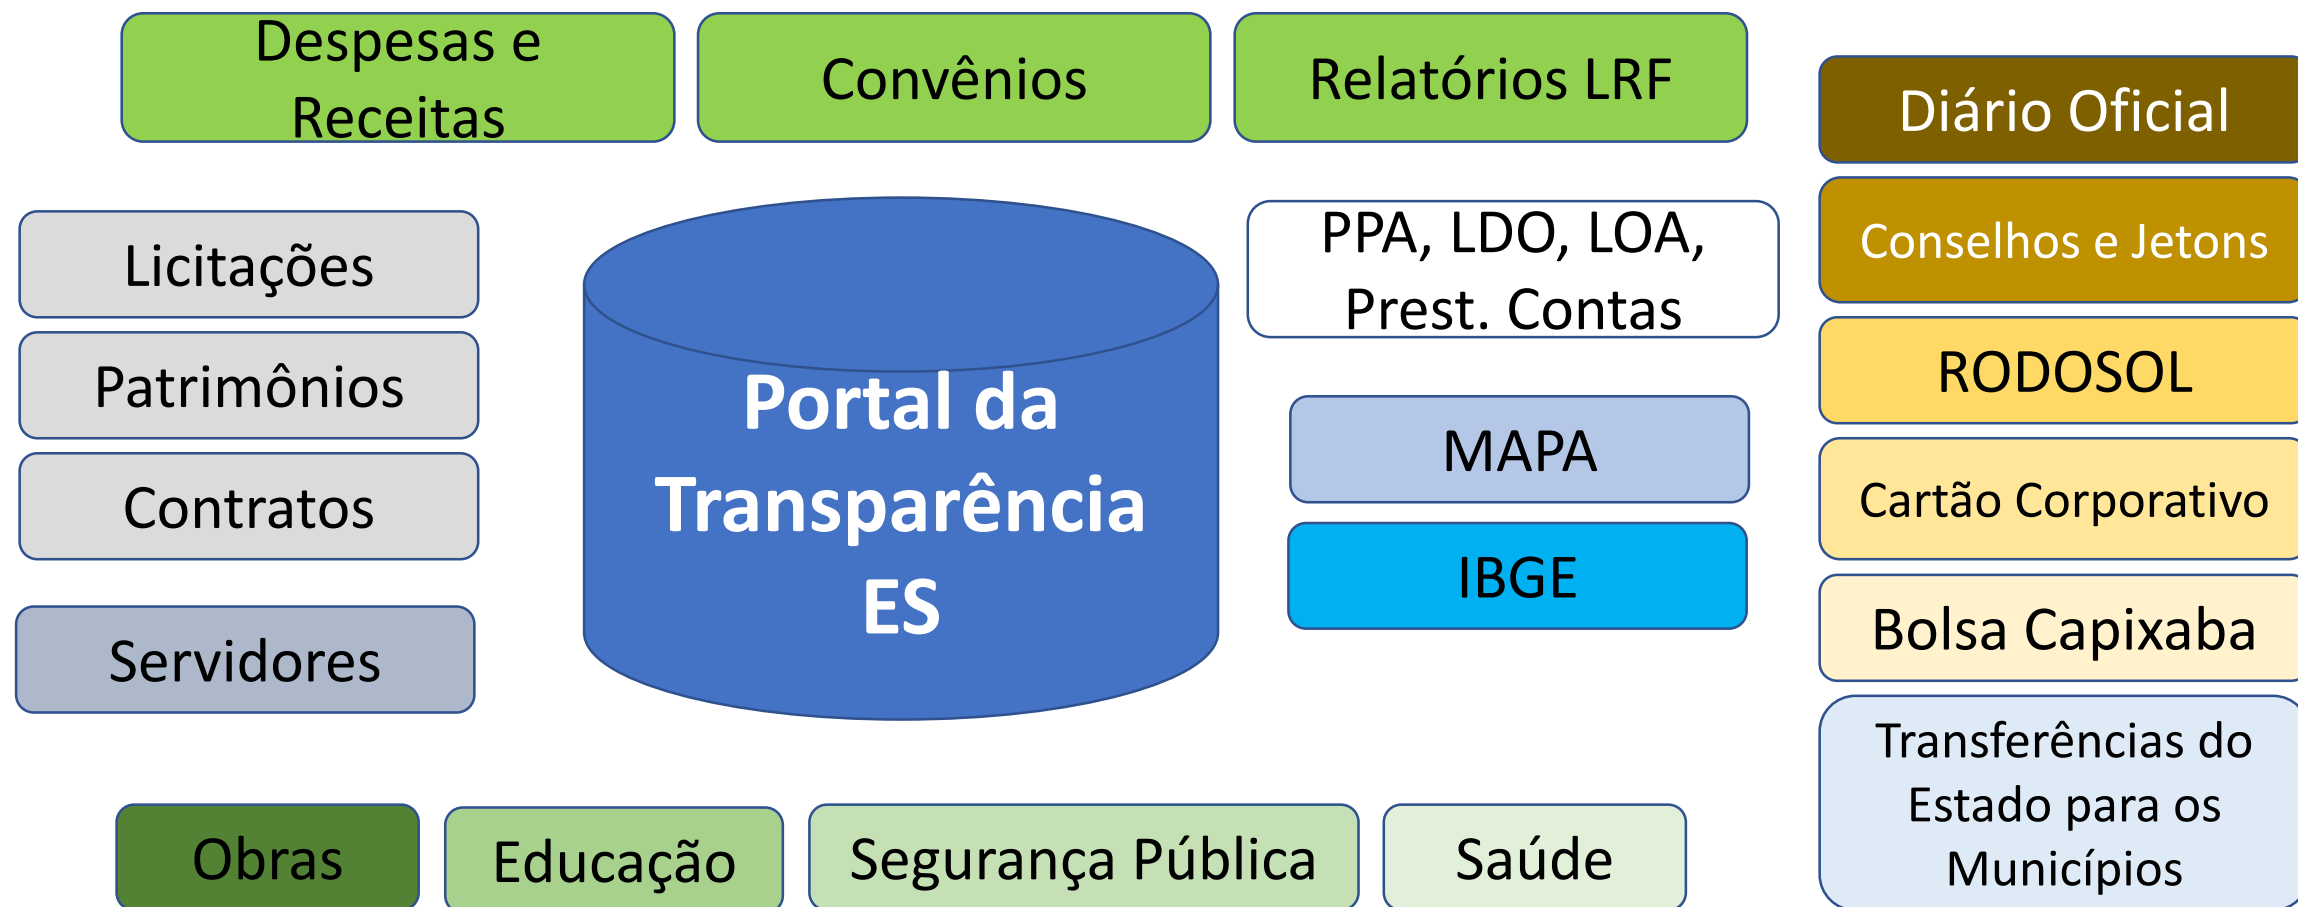 Despesas e
Receitas
Convênios
Relatórios LRF
Diário Oficial
Licitações
PPA, LDO, LOA,
Prest. Contas
Conselhos e Jetons
Patrimônios
Portal da
Transparência
ES
MAPA
RODOSOL
Contratos
IBGE
Cartão Corporativo
Servidores
Bolsa Capixaba
Transferências do
Estado para os
Municípios
Obras
Educação
Segurança Pública
Saúde